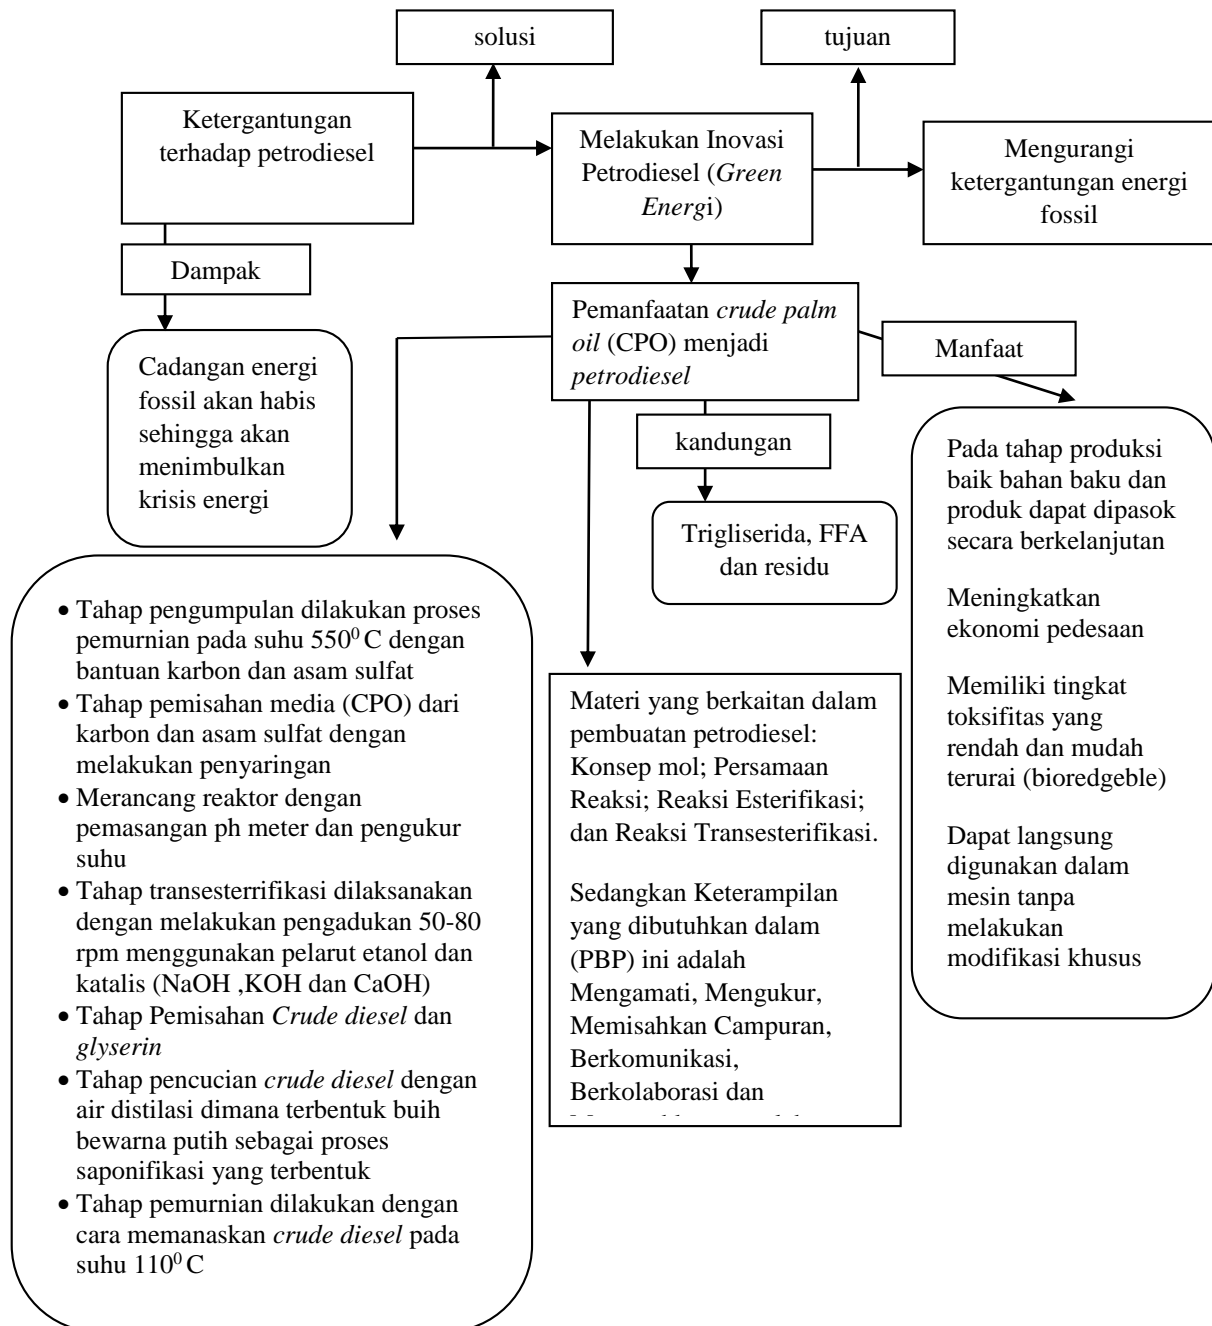 solusi
tujuan
Ketergantungan
terhadap petrodiesel
Melakukan Inovasi
Petrodiesel (Green
Energi)
Mengurangi
ketergantungan energi
fossil
Dampak
Pemanfaatan crude palm
oil (CPO) menjadi
petrodiesel
Manfaat
Cadangan energi
fossil akan habis
sehingga akan
menimbulkan
krisis energi
kandungan
Trigliserida, FFA
dan residu
Pada tahap produksi
baik bahan baku dan
produk dapat dipasok
secara berkelanjutan
Meningkatkan
ekonomi pedesaan
Memiliki tingkat
toksifitas yang
rendah dan mudah
terurai (bioredgeble)
Dapat langsung
digunakan dalam
mesin tanpa
melakukan
modifikasi khusus
• Tahap pengumpulan dilakukan proses
pemurnian pada suhu 550⁰ C dengan
bantuan karbon dan asam sulfat
• Tahap pemisahan media (CPO) dari
karbon dan asam sulfat dengan
melakukan penyaringan
• Merancang reaktor dengan
pemasangan ph meter dan pengukur
suhu
• Tahap transesterrifikasi dilaksanakan
dengan melakukan pengadukan 50-80
rpm menggunakan pelarut etanol dan
katalis (NaOH ,KOH dan CaOH)
• Tahap Pemisahan Crude diesel dan
glyserin
• Tahap pencucian crude diesel dengan
air distilasi dimana terbentuk buih
bewarna putih sebagai proses
saponifikasi yang terbentuk
• Tahap pemurnian dilakukan dengan
cara memanaskan crude diesel pada
suhu 110⁰ C
Materi yang berkaitan dalam
pembuatan petrodiesel:
Konsep mol; Persamaan
Reaksi; Reaksi Esterifikasi;
dan Reaksi Transesterifikasi.
Sedangkan Keterampilan
yang dibutuhkan dalam
(PBP) ini adalah
Mengamati, Mengukur,
Memisahkan Campuran,
Berkomunikasi,
Berkolaborasi dan